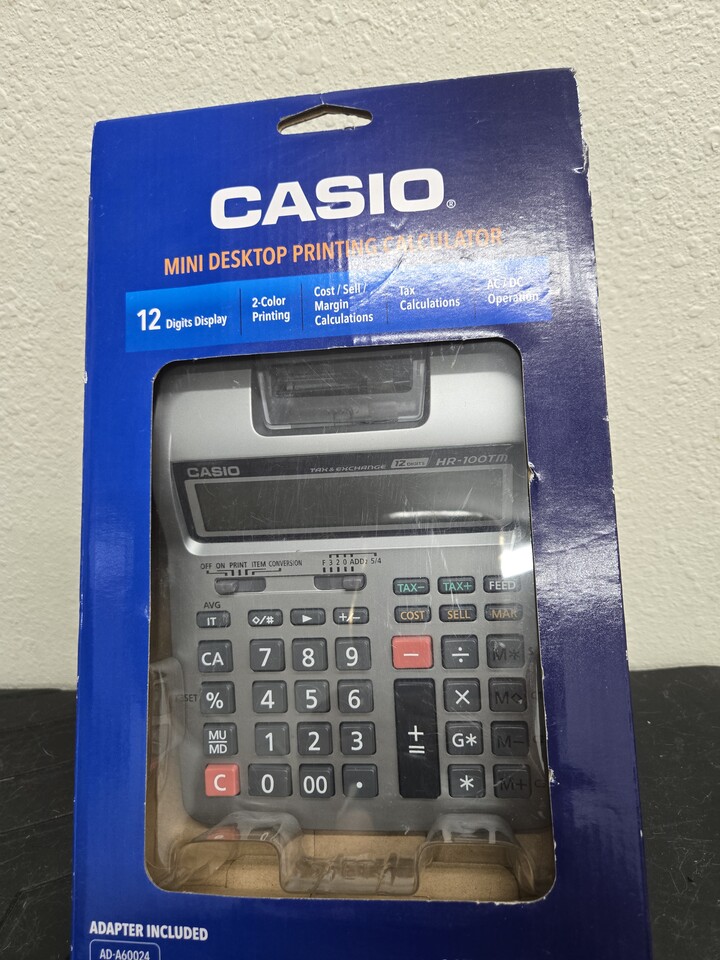 CASIO®
MINI DESKTOP PRINTING CALCULATOR
12 Digits Display
2-Color
Printing
Cost / Sell /
Margin
Calculations
Tax
Calculations
AC / DC
Operation
CASIO
TAX & EXCHANGE 12 DIGITS HR-100TM
OFF ON PRINT ITEM CONVERSION
F 3 2 0 ADD2 5/4
TAX− TAX+ FEED
AVG
IT ◇/# ▶ +/− COST SELL MAR
CA 7 8 9 − ÷ M*
% 4 5 6 × M◇
MU
MD
1 2 3 + = G* M−
C 0 00 • * M+
ADAPTER INCLUDED
AD-A60024